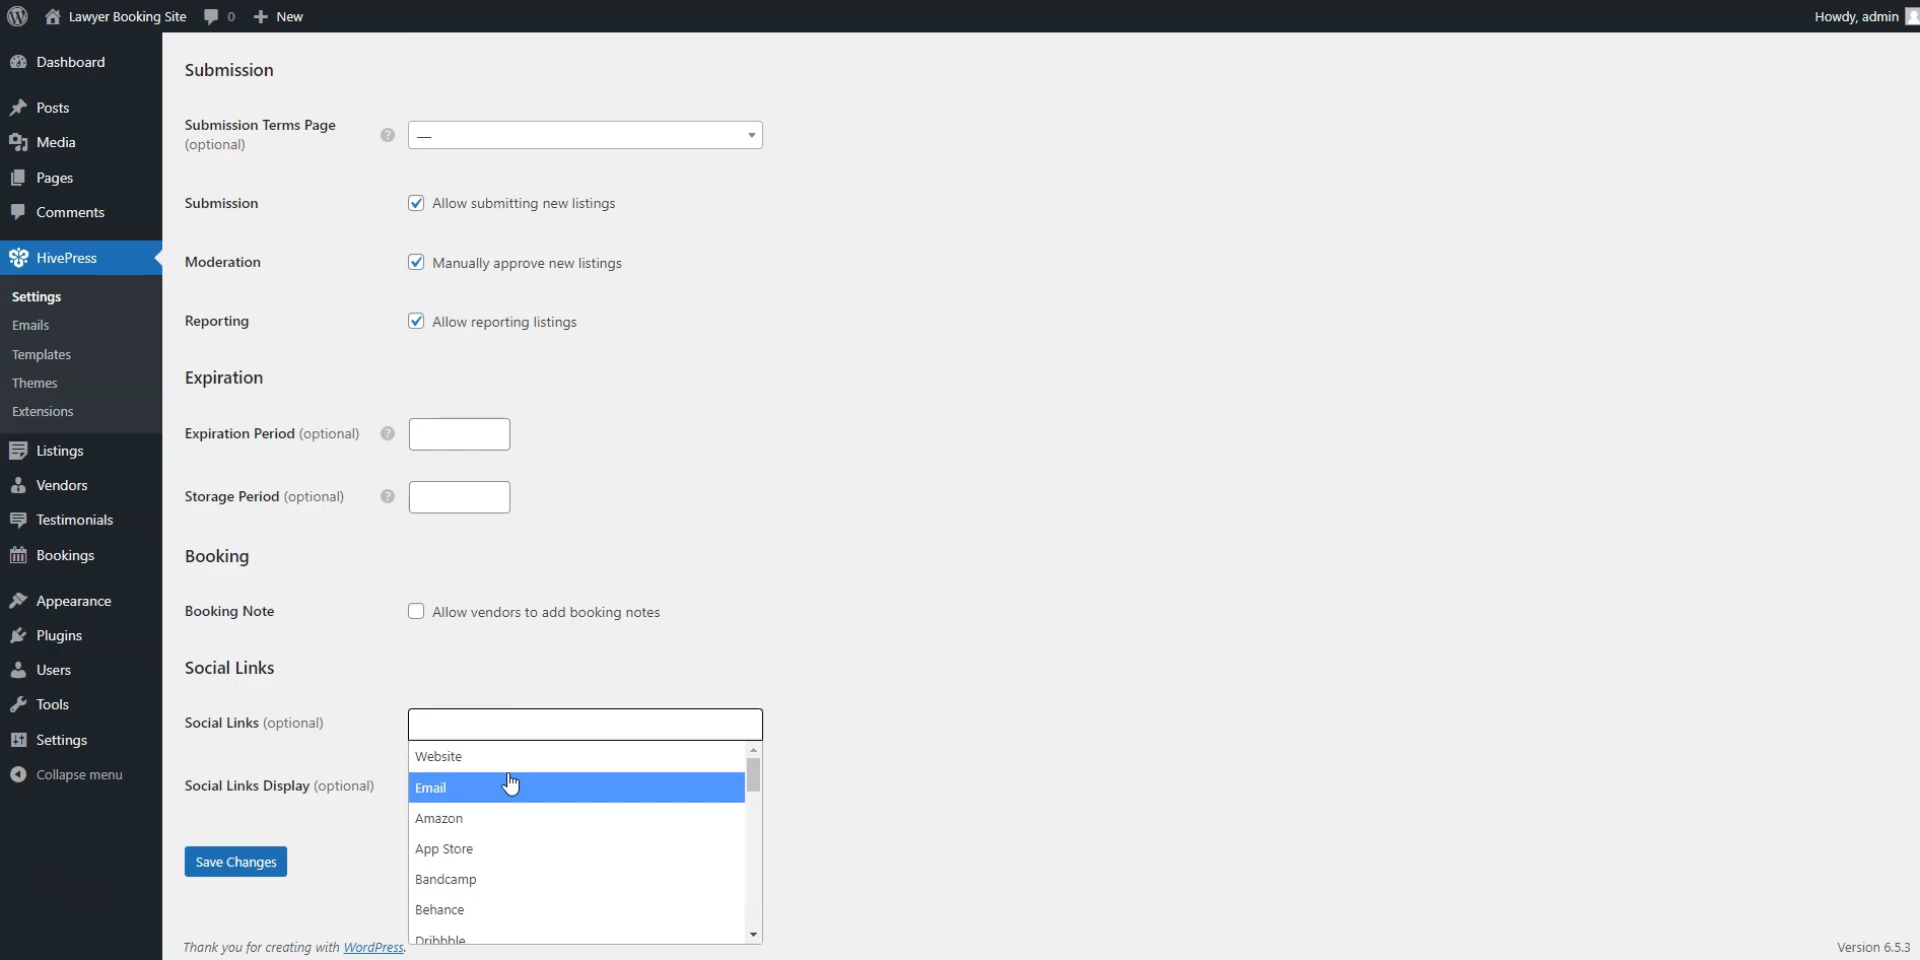 Lawyer Booking Site
0
New
Howdy, admin
Dashboard
Posts
Media
Pages
Comments
HivePress
Settings
Emails
Templates
Themes
Extensions
Listings
Vendors
Testimonials
Bookings
Appearance
Plugins
Users
Tools
Settings
Collapse menu
Submission
Submission Terms Page
(optional)
?
—
Submission
Allow submitting new listings
Moderation
Manually approve new listings
Reporting
Allow reporting listings
Expiration
Expiration Period (optional)
?
Storage Period (optional)
?
Booking
Booking Note
Allow vendors to add booking notes
Social Links
Social Links (optional)
Website
Email
Amazon
App Store
Bandcamp
Behance
Dribbble
Social Links Display (optional)
Save Changes
Thank you for creating with WordPress.
Version 6.5.3